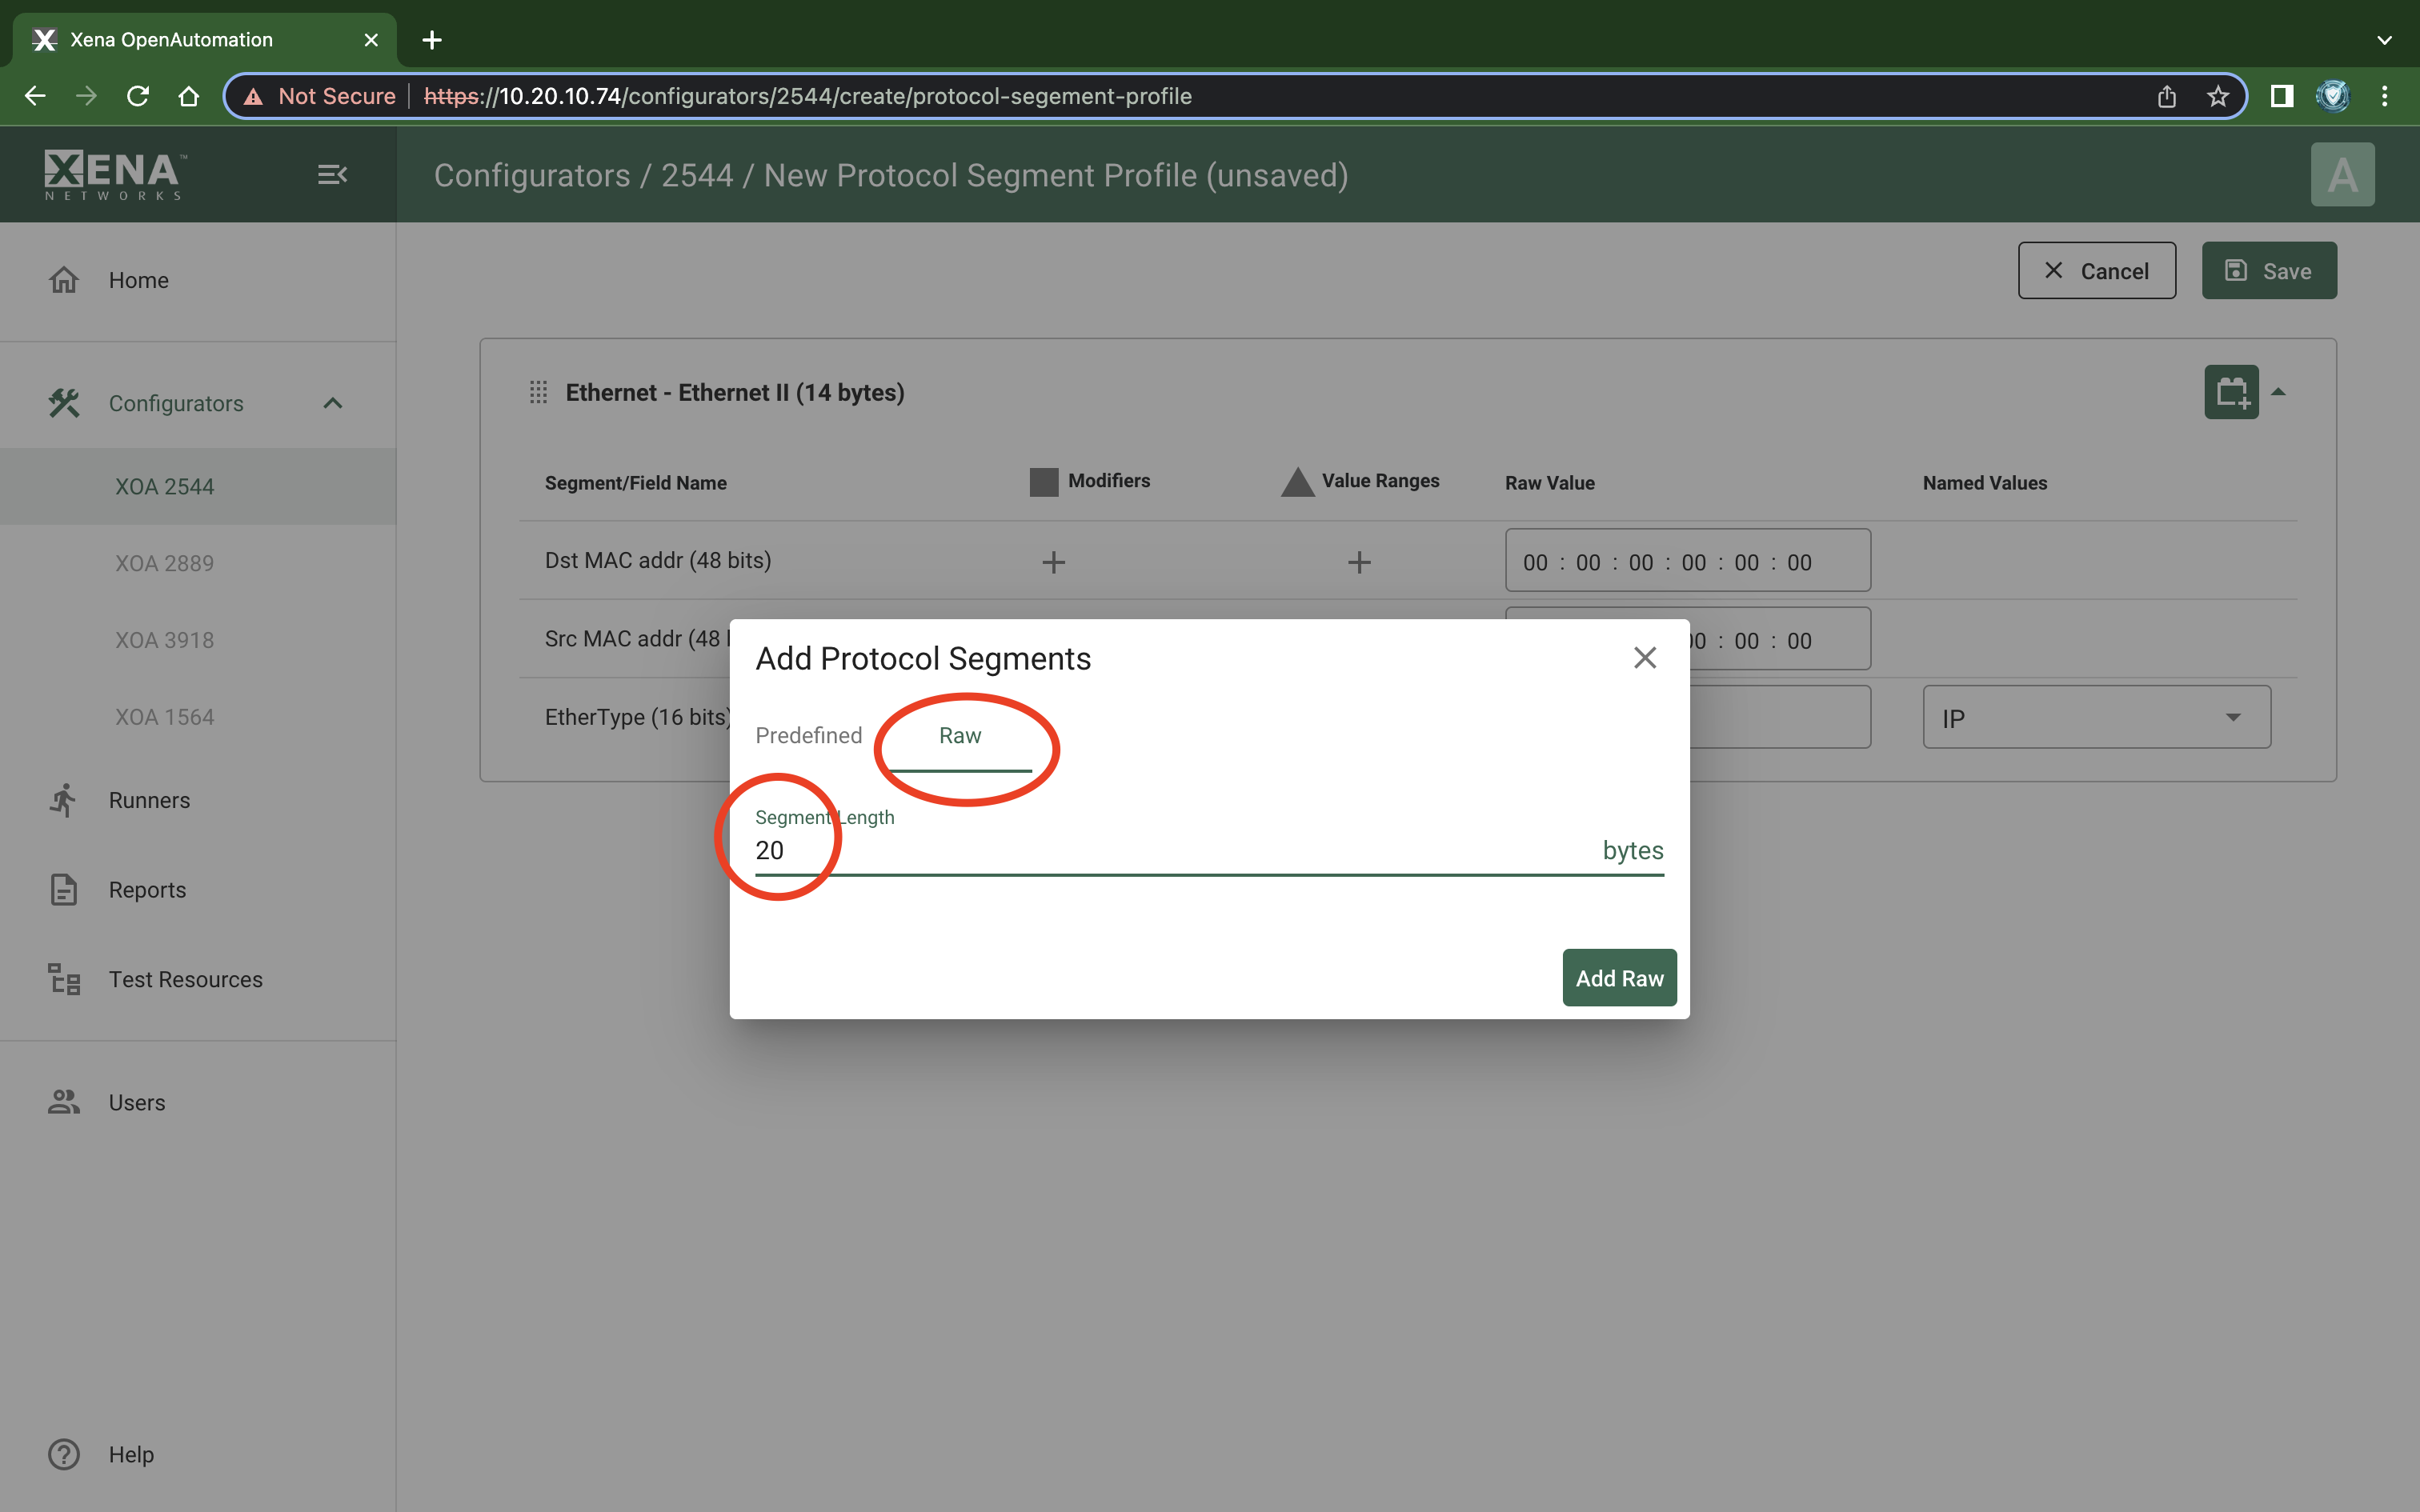 Xena OpenAutomation
Not Secure https://10.20.10.74/configurators/2544/create/protocol-segement-profile
XENA™
NETWORKS
Configurators / 2544 / New Protocol Segment Profile (unsaved)
A
Home
Cancel
Save
Configurators
XOA 2544
XOA 2889
XOA 3918
XOA 1564
Runners
Reports
Test Resources
Users
Help
Ethernet - Ethernet II (14 bytes)
Segment/Field Name Modifiers Value Ranges Raw Value Named Values
Dst MAC addr (48 bits) 00 : 00 : 00 : 00 : 00 : 00
Src MAC addr (48 00 : 00 : 00
EtherType (16 bits) IP
Add Protocol Segments
Predefined Raw
Segment Length
20 bytes
Add Raw